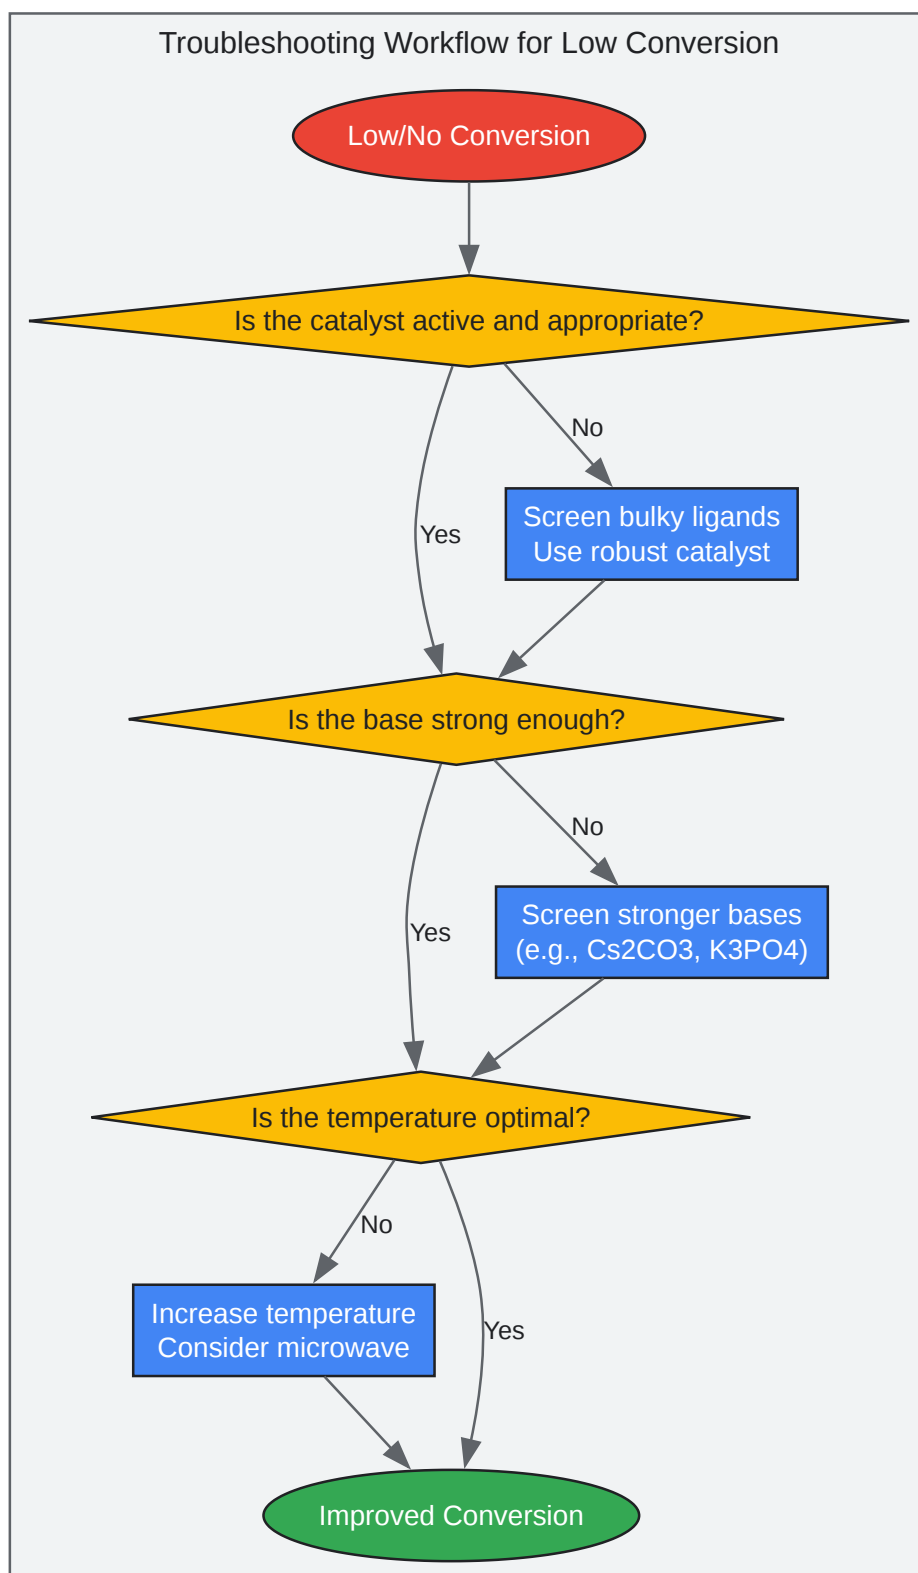 Troubleshooting Workflow for Low Conversion
Low/No Conversion
Is the catalyst active and appropriate?
No
Screen bulky ligands
Use robust catalyst
Yes
Is the base strong enough?
No
Screen stronger bases
(e.g., Cs2CO3, K3PO4)
Yes
Is the temperature optimal?
No
Increase temperature
Consider microwave
Yes
Improved Conversion